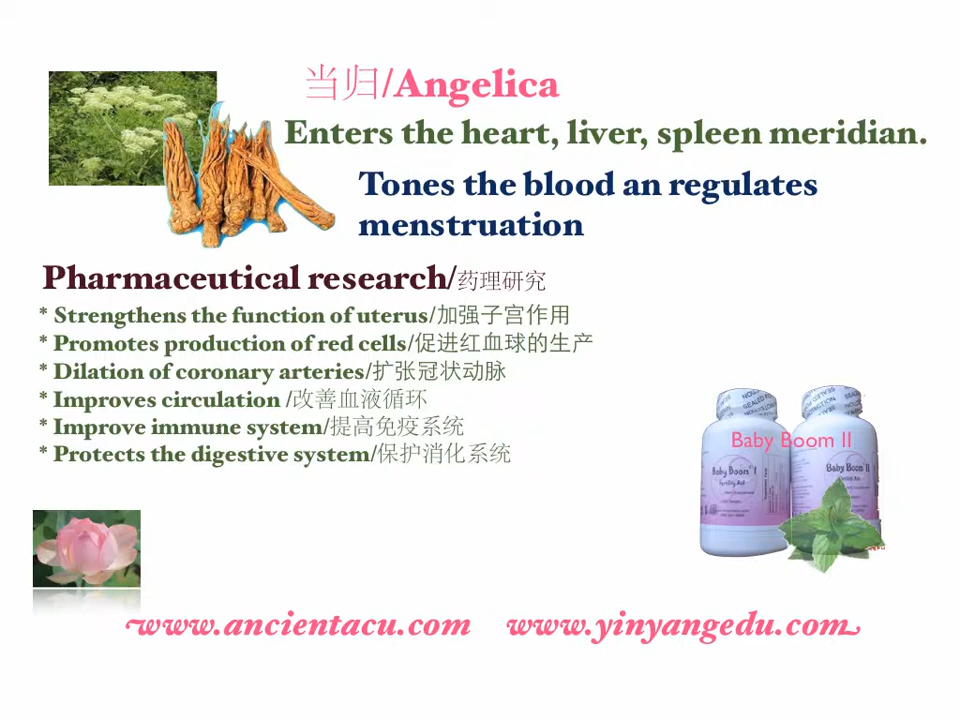 当归/Angelica
Enters the heart, liver, spleen meridian.
Tones the blood an regulates
menstruation
Pharmaceutical research/药理研究
* Strengthens the function of uterus/加强子宫作用
* Promotes production of red cells/促进红血球的生产
* Dilation of coronary arteries/扩张冠状动脉
* Improves circulation /改善血液循环
* Improve immune system/提高免疫系统
* Protects the digestive system/保护消化系统
Baby Boom II
Baby Boom II
Fertility Aid
Baby Boom II
www.ancientacu.com www.yinyangedu.com